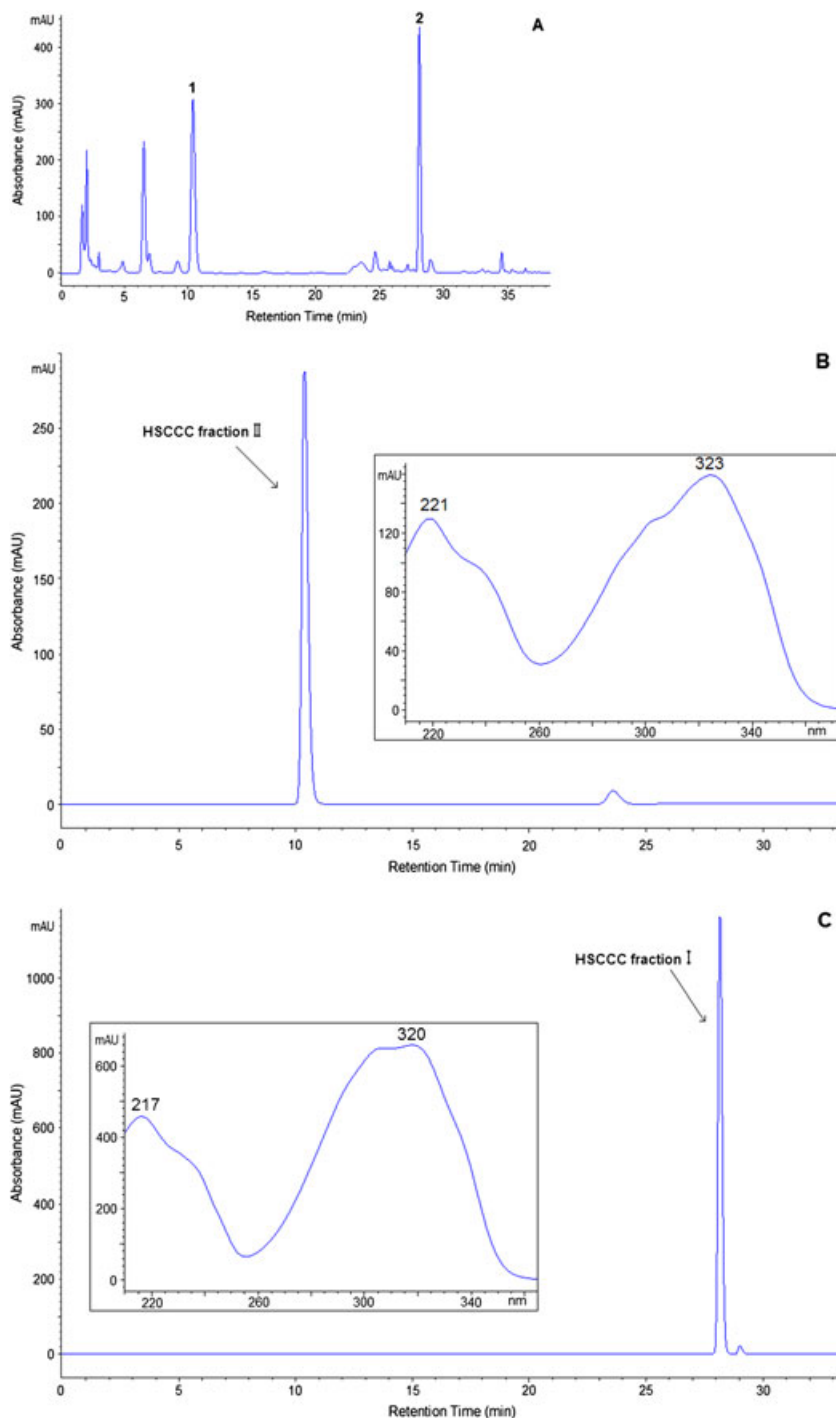 A
mAU
400
300
200
100
0
Absorbance (mAU)
1
2
0 5 10 15 20 25 30 35
Retention Time (min)
B
mAU
250
200
150
100
50
0
Absorbance (mAU)
HSCCC fraction Ⅱ
mAU
120
80
40
0
221
323
220 260 300 340 nm
0 5 10 15 20 25 30
Retention Time (min)
C
mAU
1000
800
600
400
200
0
Absorbance (mAU)
HSCCC fraction Ⅰ
mAU
600
400
200
0
217
320
220 260 300 340 nm
0 5 10 15 20 25 30
Retention Time (min)